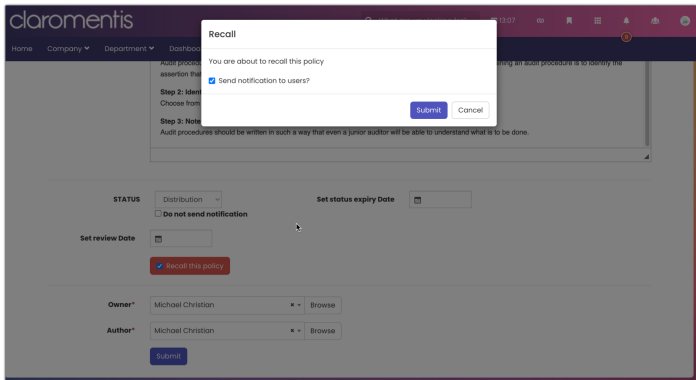 claromentis
13:07
Home Company Department Dashboa
Recall
You are about to recall this policy
Send notification to users?
Submit Cancel
Audit procedu
ing an audit procedure is to identify the
assertion that
Step 2: Ident
Choose from
Step 3: Note
Audit procedures should be written in such a way that even a junior auditor will be able to understand what is to be done.
STATUS Distribution Set status expiry Date
Do not send notification
Set review Date
Recall this policy
Owner* Michael Christian × Browse
Author* Michael Christian × Browse
Submit